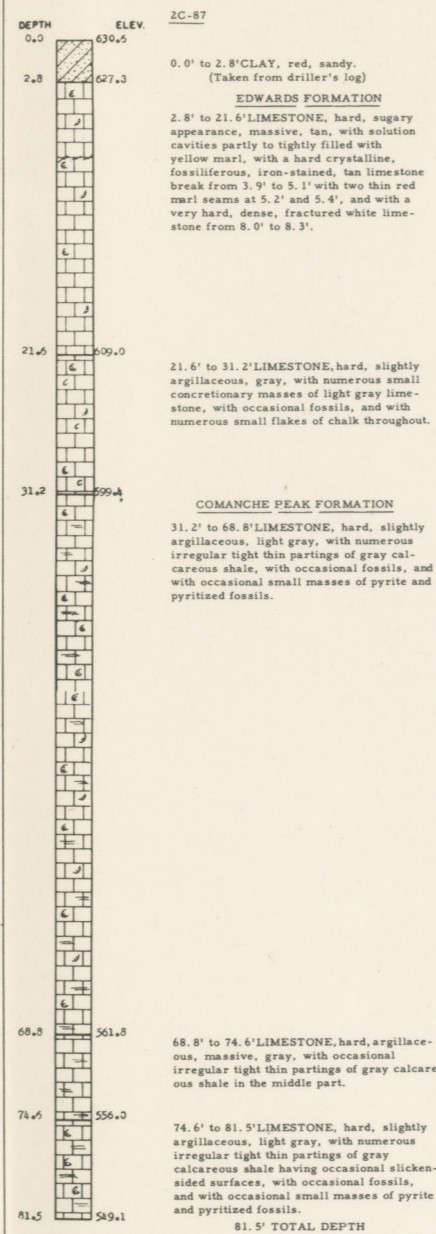 2C-87
DEPTH ELEV.
0.0 630.6
0.0' to 2.8'CLAY, red, sandy.
(Taken from driller's log)
2.8 627.3
EDWARDS FORMATION
2.8' to 21.6'LIMESTONE, hard, sugary
appearance, massive, tan, with solution
cavities partly to tightly filled with
yellow marl, with a hard crystalline,
fossiliferous, iron-stained, tan limestone
break from 3.9' to 5.1' with two thin red
marl seams at 5.2' and 5.4', and with a
very hard, dense, fractured white lime-
stone from 8.0' to 8.3'.
21.6 609.0
21.6' to 31.2'LIMESTONE, hard, slightly
argillaceous, gray, with numerous small
concretionary masses of light gray lime-
stone, with occasional fossils, and with
numerous small flakes of chalk throughout.
31.2 599.4
COMANCHE PEAK FORMATION
31.2' to 68.8'LIMESTONE, hard, slightly
argillaceous, light gray, with numerous
irregular tight thin partings of gray cal-
careous shale, with occasional fossils, and
with occasional small masses of pyrite and
pyritized fossils.
68.8 561.8
68.8' to 74.6'LIMESTONE, hard, argillace-
ous, massive, gray, with occasional
irregular tight thin partings of gray calcare
ous shale in the middle part.
74.6 556.0
74.6' to 81.5'LIMESTONE, hard, slightly
argillaceous, light gray, with numerous
irregular tight thin partings of gray
calcareous shale having occasional slicken-
sided surfaces, with occasional fossils,
and with occasional small masses of pyrite
and pyritized fossils.
81.5 549.1
81.5' TOTAL DEPTH